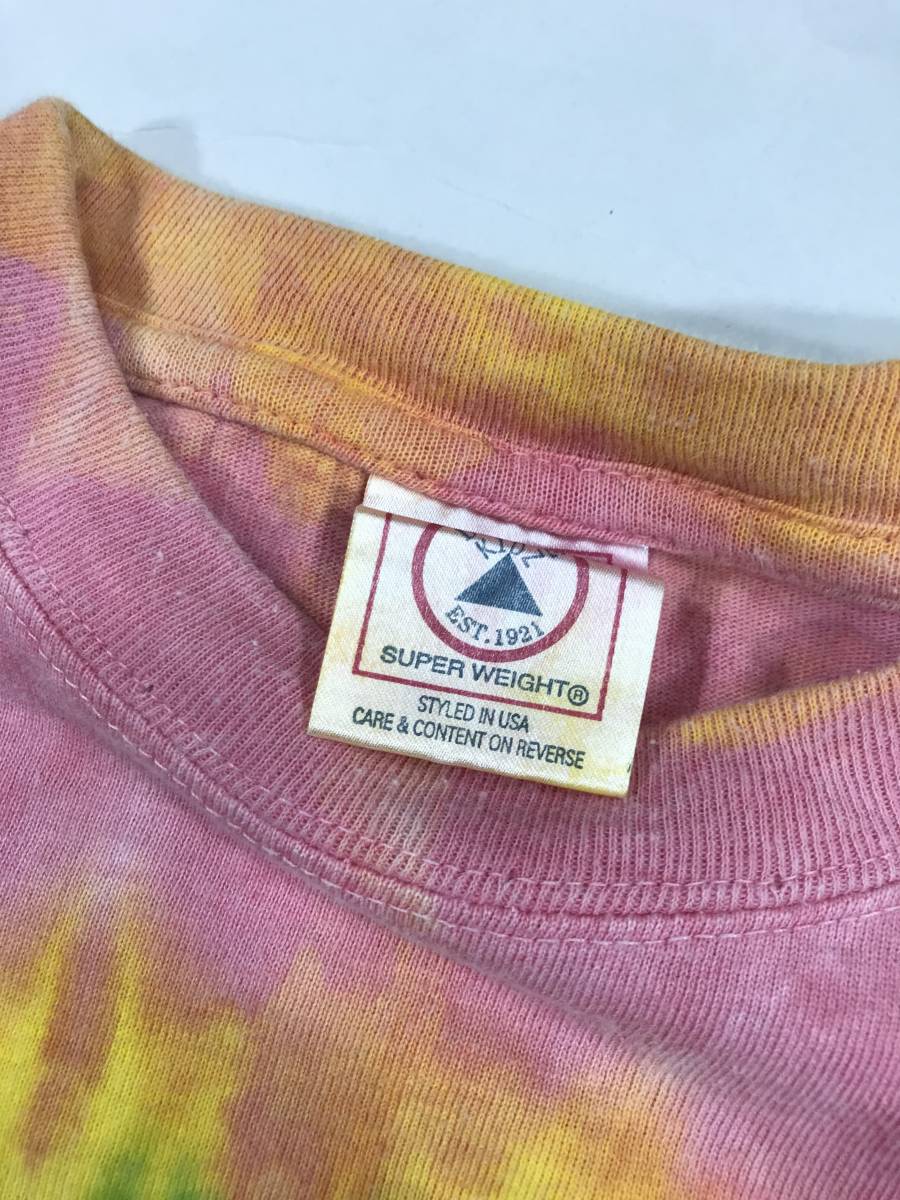 EST. 1921
SUPER WEIGHT®
STYLED IN USA
CARE & CONTENT ON REVERSE